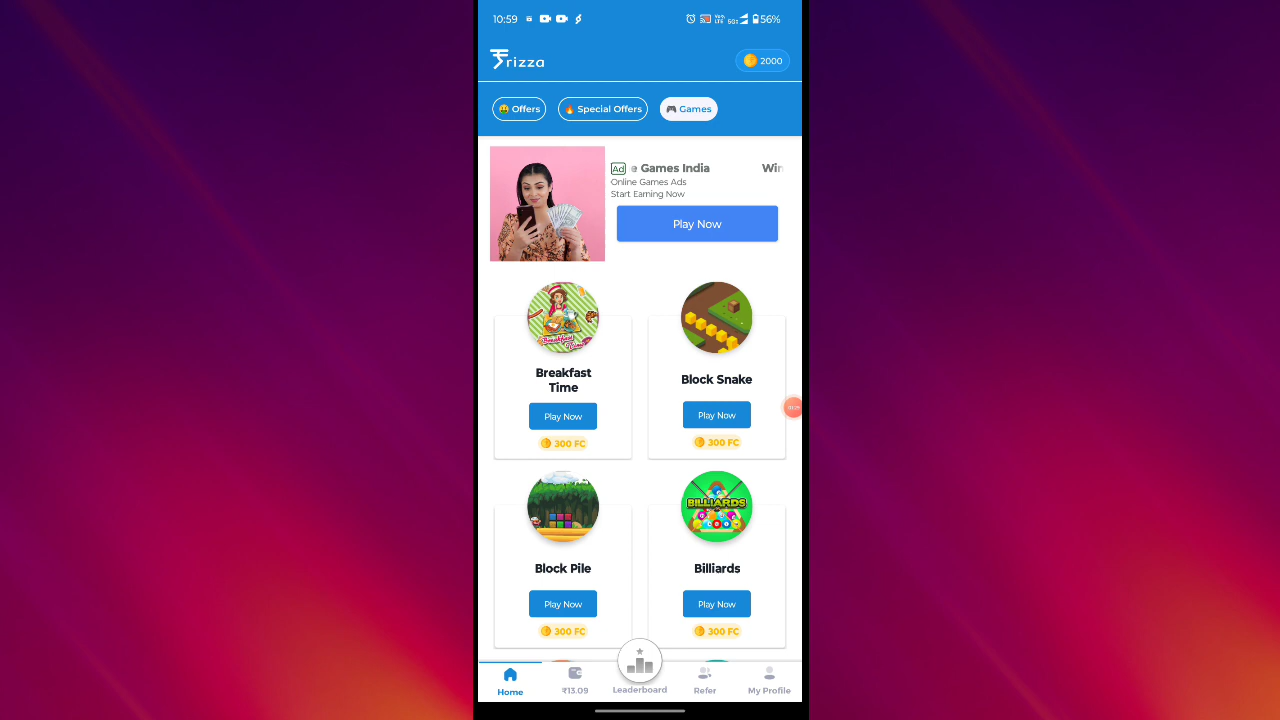 10:59
56%
Frizza
2000
Offers
Special Offers
Games
Ad
e Games India
Win
Online Games Ads
Start Earning Now
Play Now
Breakfast
Time
Play Now
300 FC
Block Snake
Play Now
300 FC
Block Pile
Play Now
300 FC
BILLIARDS
Billiards
Play Now
300 FC
Home
₹13.09
Leaderboard
Refer
My Profile